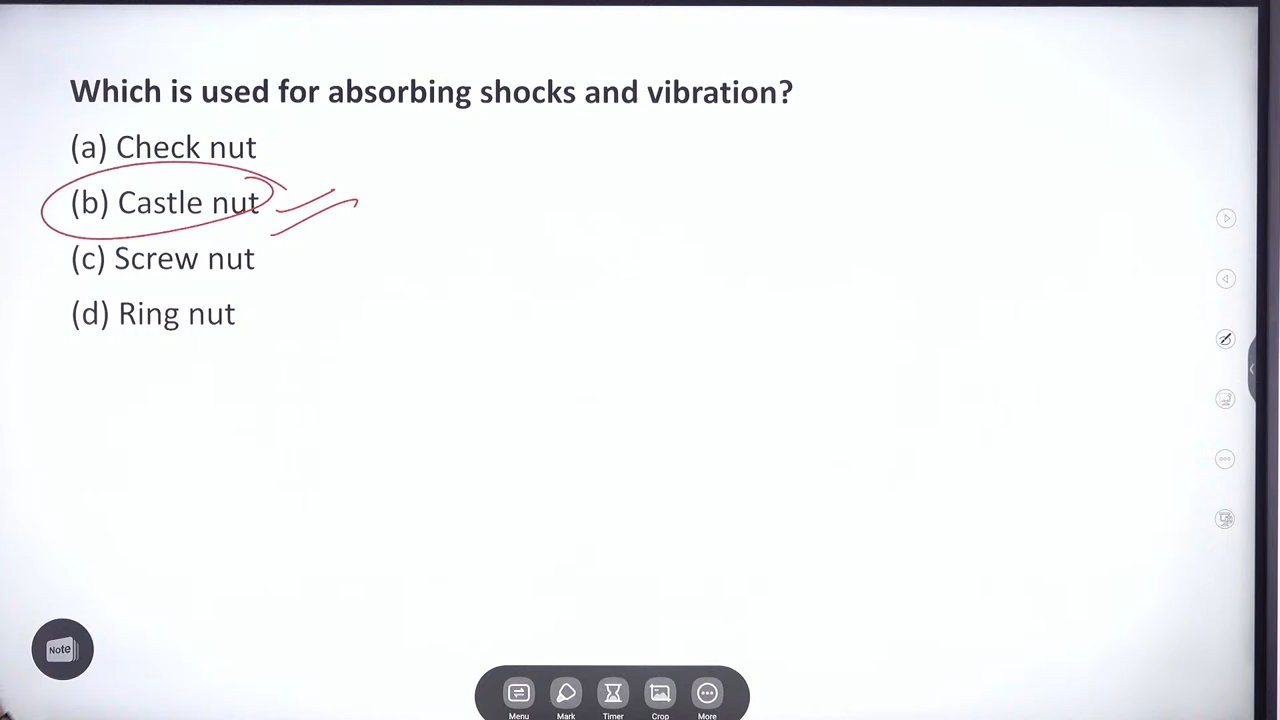 Which is used for absorbing shocks and vibration?
(a) Check nut
(b) Castle nut
(c) Screw nut
(d) Ring nut
Note
Menu Mark Timer Crop More